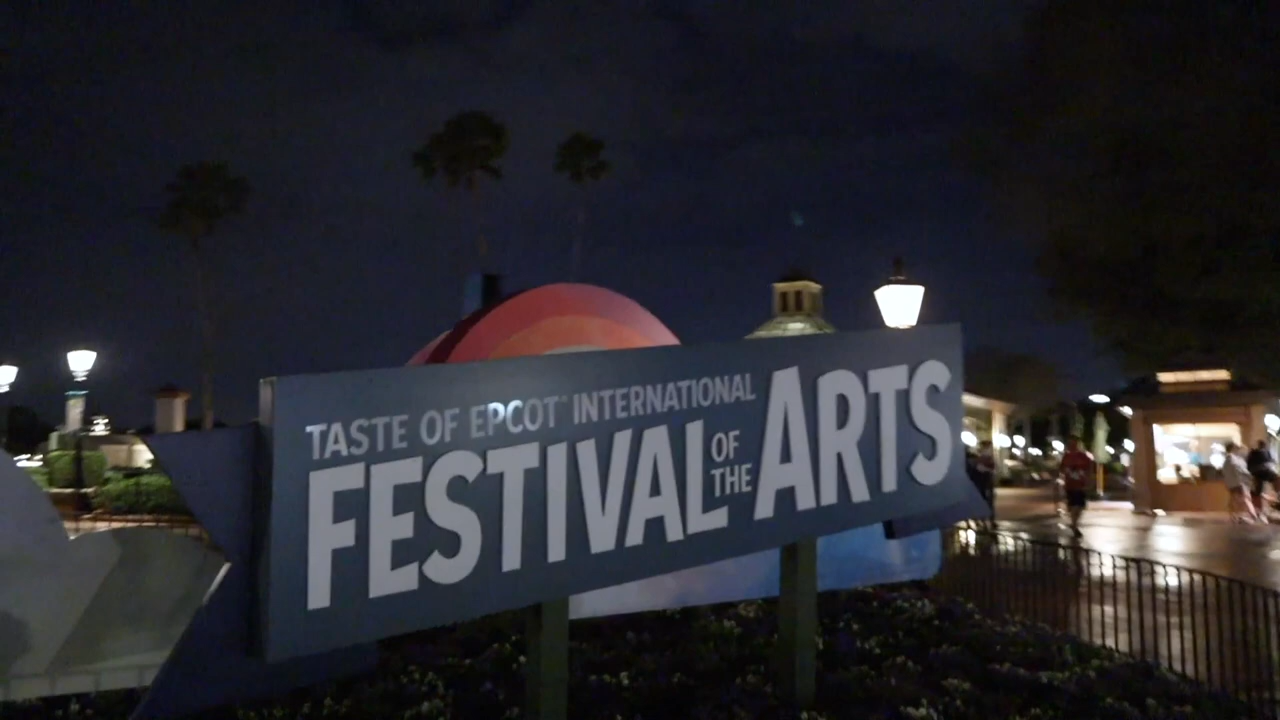 TASTE OF EPCOT INTERNATIONAL
FESTIVAL OF THE ARTS